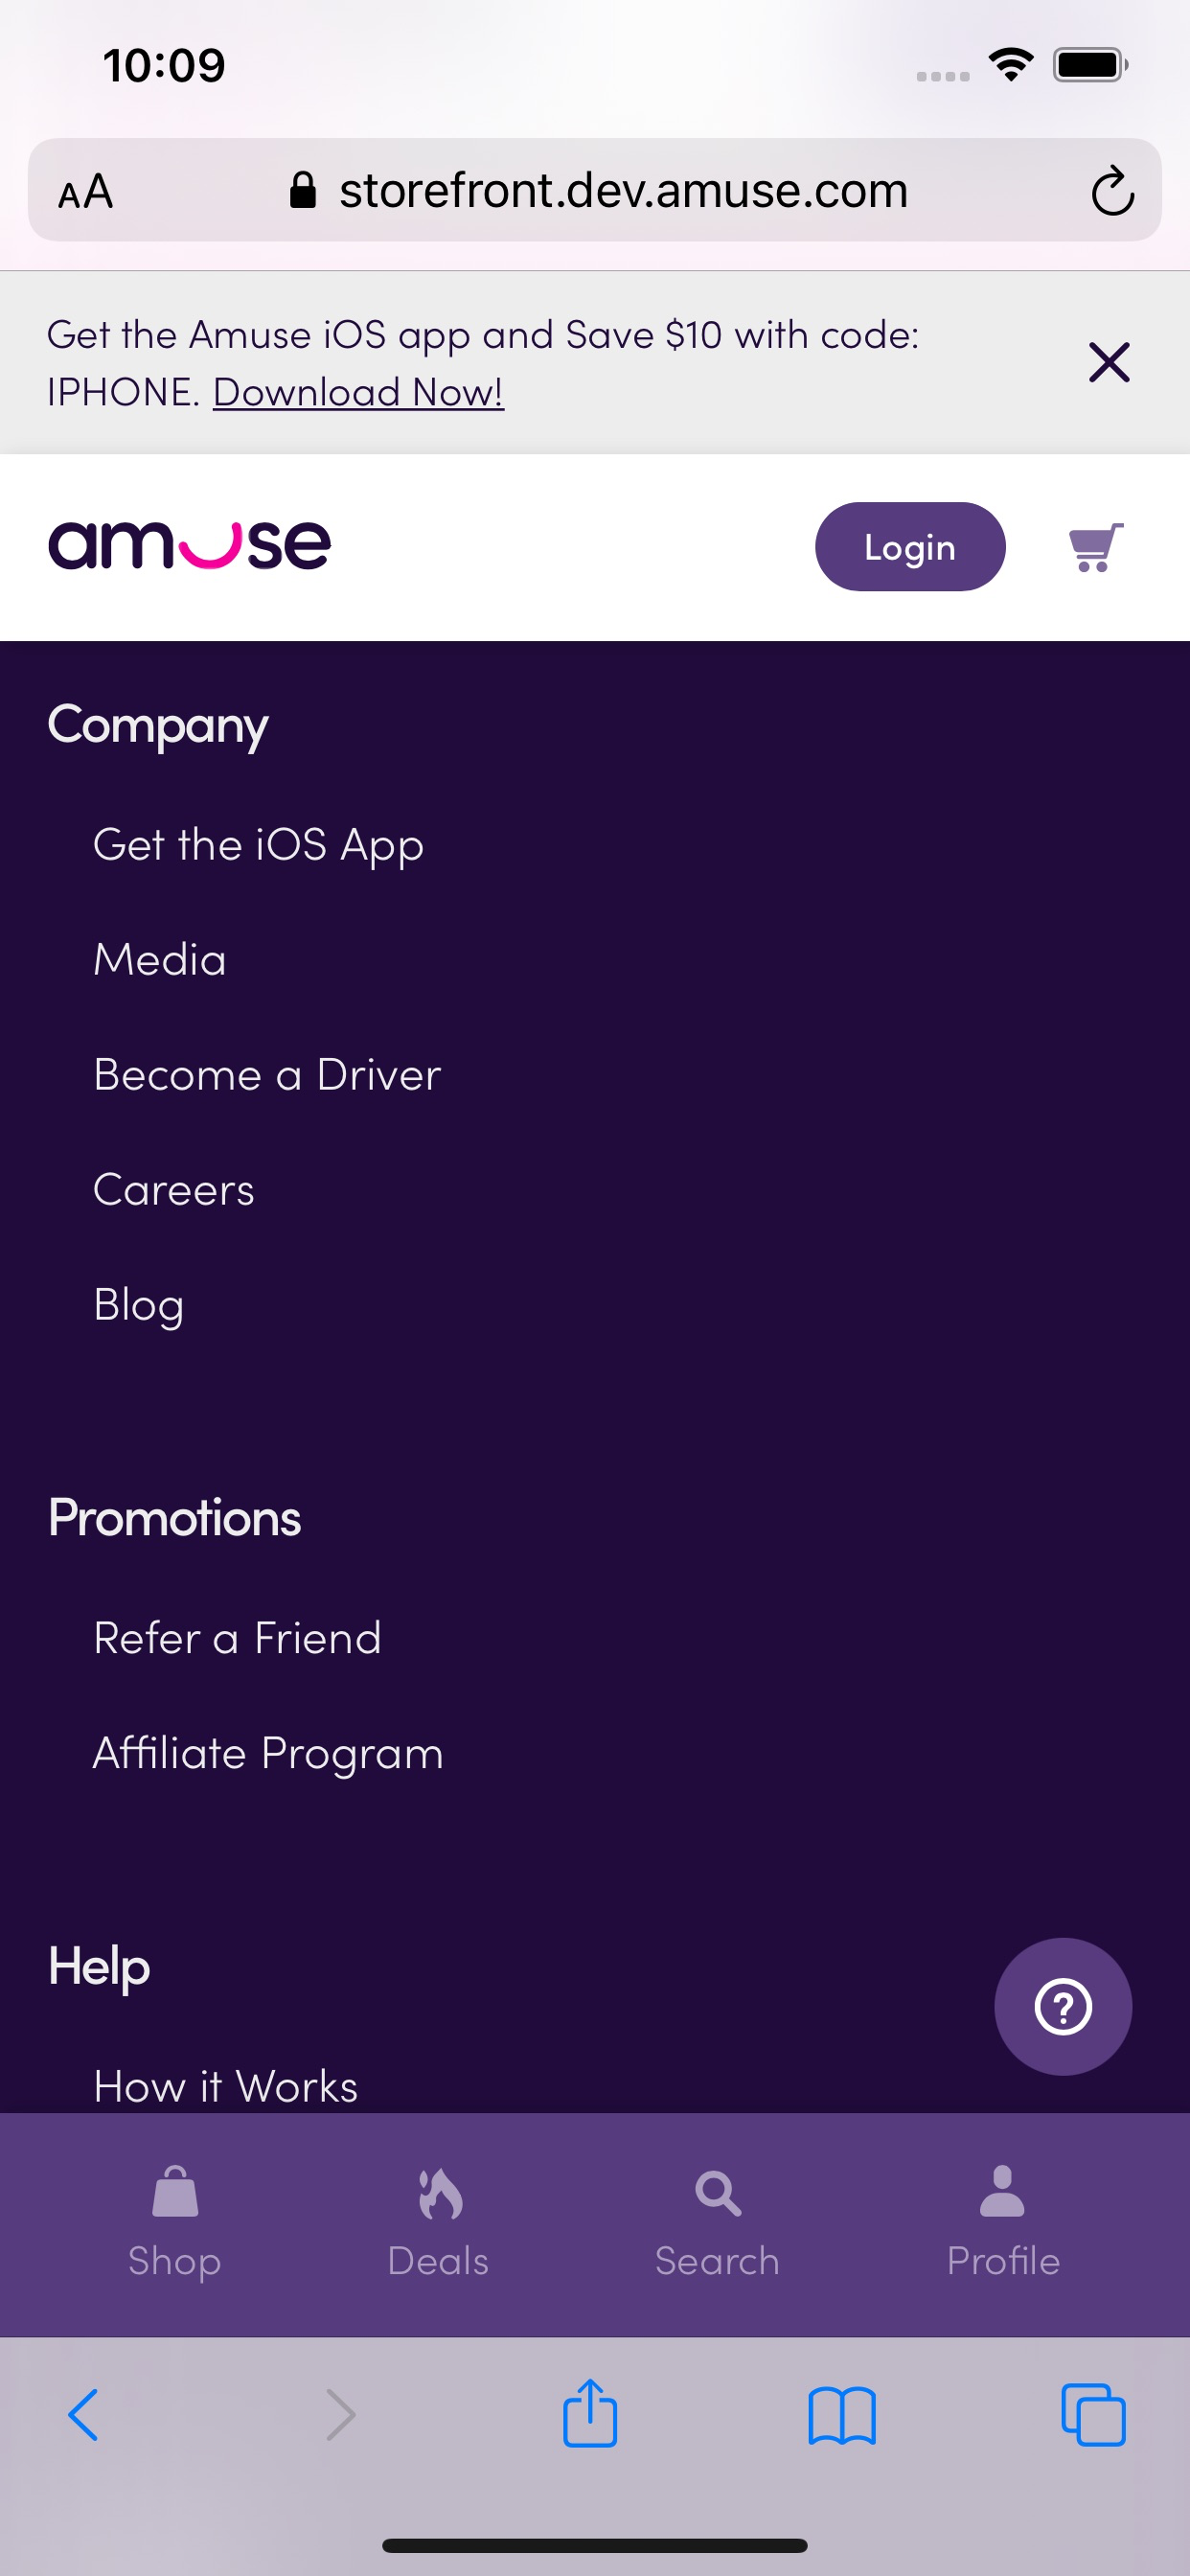 10:09
AA
storefront.dev.amuse.com
Get the Amuse iOS app and Save $10 with code:
IPHONE. Download Now!
amuse
Login
Company
Get the iOS App
Media
Become a Driver
Careers
Blog
Promotions
Refer a Friend
Affiliate Program
Help
?
How it Works
Shop
Deals
Search
Profile